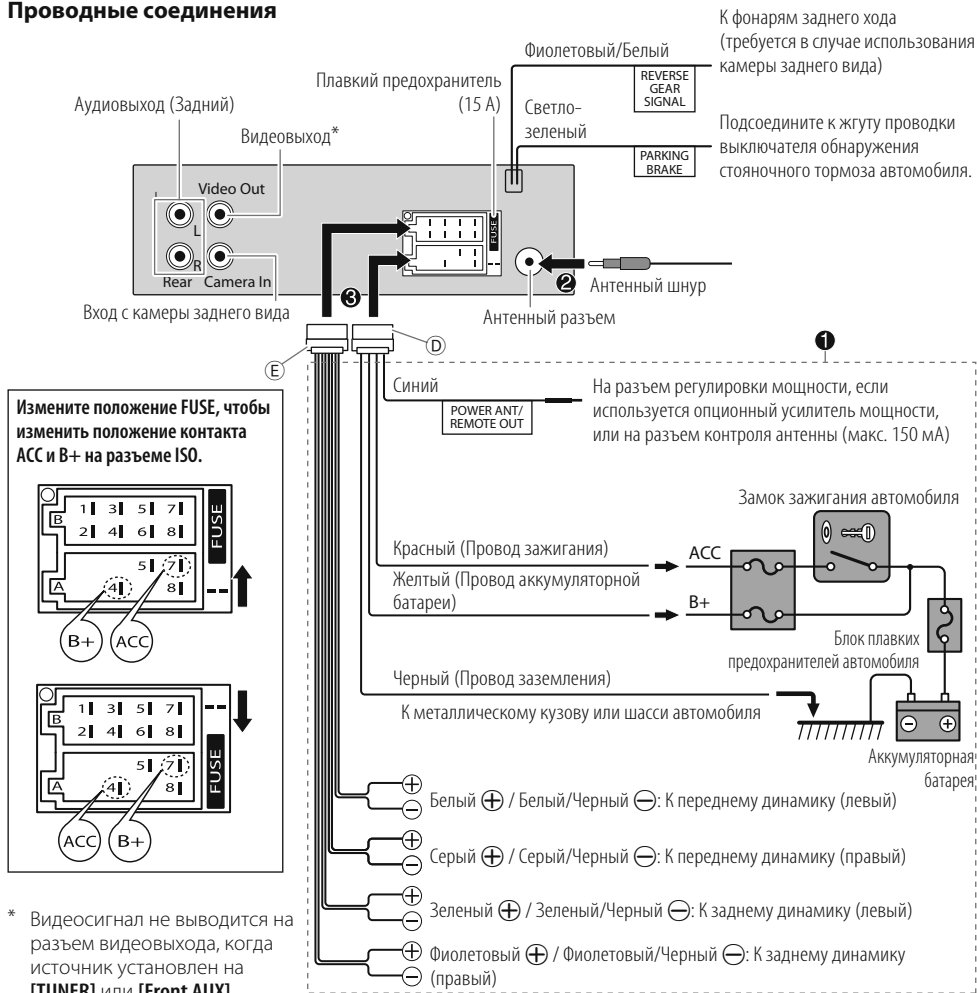 Проводные соединения
К фонарям заднего хода
(требуется в случае использования
камеры заднего вида)
Фиолетовый/Белый
REVERSE
GEAR
SIGNAL
Плавкий предохранитель
(15 A)
Светло-
зеленый
PARKING
BRAKE
Подсоедините к жгуту проводки
выключателя обнаружения
стояночного тормоза автомобиля.
Аудиовыход (Задний)
Видеовыход*
Video Out
L
R
Rear
Camera In
FUSE
Вход с камеры заднего вида
3
2
Антенный шнур
Антенный разъем
E
D
1
Синий
POWER ANT/
REMOTE OUT
На разъем регулировки мощности, если
используется опционный усилитель мощности,
или на разъем контроля антенны (макс. 150 мА)
Измените положение FUSE, чтобы
изменить положение контакта
ACC и B+ на разъеме ISO.
B
1 3 5 7
2 4 6 8
FUSE
A
5 7
4 8
B+
ACC
B
1 3 5 7
2 4 6 8
FUSE
A
5 7
4 8
ACC
B+
Замок зажигания автомобиля
Красный (Провод зажигания)
ACC
Желтый (Провод аккумуляторной
батареи)
B+
Блок плавких
предохранителей автомобиля
Черный (Провод заземления)
К металлическому кузову или шасси автомобиля
Аккумуляторная
батарея
Белый ⊕ / Белый/Черный ⊖: К переднему динамику (левый)
Серый ⊕ / Серый/Черный ⊖: К переднему динамику (правый)
Зеленый ⊕ / Зеленый/Черный ⊖: К заднему динамику (левый)
Фиолетовый ⊕ / Фиолетовый/Черный ⊖: К заднему динамику
(правый)
* Видеосигнал не выводится на
разъем видеовыхода, когда
источник установлен на
[TUNER] или [Front AUX]